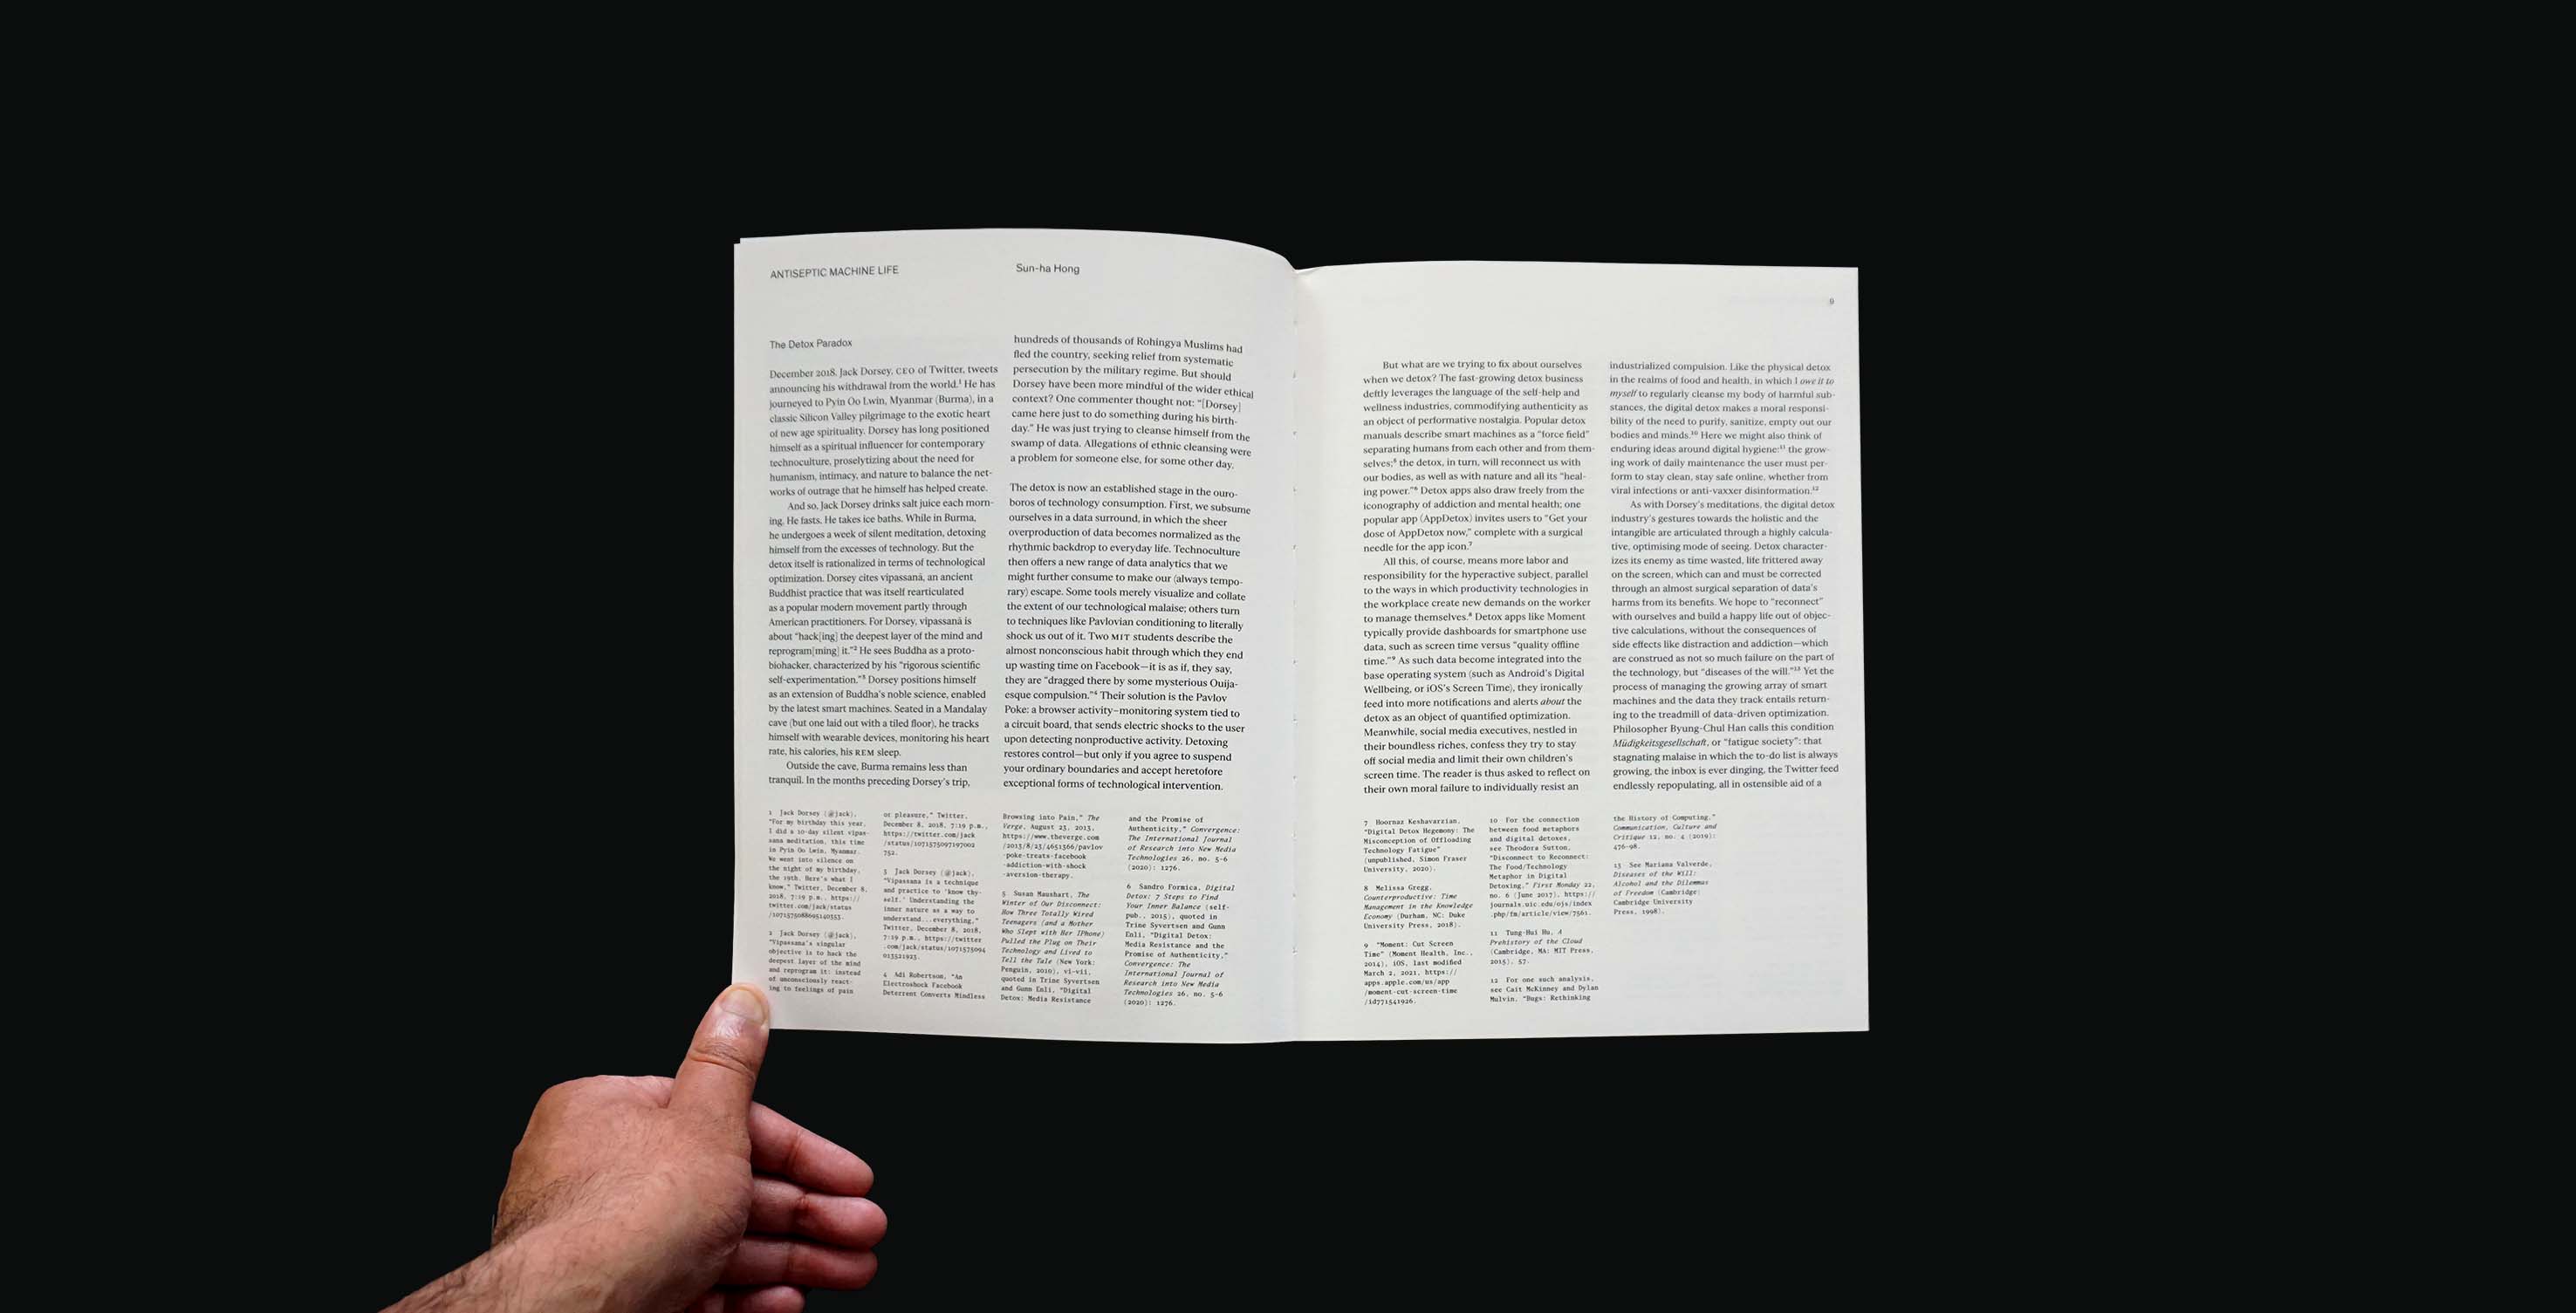 ANTISEPTIC MACHINE LIFE
Sun-ha Hong
The Detox Paradox
December 2018. Jack Dorsey, CEO of Twitter, tweets
announcing his withdrawal from the world.¹ He has
journeyed to Pyin Oo Lwin, Myanmar (Burma), in a
classic Silicon Valley pilgrimage to the exotic heart
of new age spirituality. Dorsey has long positioned
himself as a spiritual influencer for contemporary
technoculture, proselytizing about the need for
humanism, intimacy, and nature to balance the net-
works of outrage that he himself has helped create.
And so, Jack Dorsey drinks salt juice each morn-
ing. He fasts. He takes ice baths. While in Burma,
he undergoes a week of silent meditation, detoxing
himself from the excesses of technology. But the
detox itself is rationalized in terms of technological
optimization. Dorsey cites vipassanā, an ancient
Buddhist practice that was itself rearticulated
as a popular modern movement partly through
American practitioners. For Dorsey, vipassanā is
about “hack[ing] the deepest layer of the mind and
reprogram[ming] it.”² He sees Buddha as a proto-
biohacker, characterized by his “rigorous scientific
self-experimentation.”³ Dorsey positions himself
as an extension of Buddha’s noble science, enabled
by the latest smart machines. Seated in a Mandalay
cave (but one laid out with a tiled floor), he tracks
himself with wearable devices, monitoring his heart
rate, his calories, his REM sleep.
Outside the cave, Burma remains less than
tranquil. In the months preceding Dorsey’s trip,
hundreds of thousands of Rohingya Muslims had
fled the country, seeking relief from systematic
persecution by the military regime. But should
Dorsey have been more mindful of the wider ethical
context? One commenter thought not: “[Dorsey]
came here just to do something during his birth-
day.” He was just trying to cleanse himself from the
swamp of data. Allegations of ethnic cleansing were
a problem for someone else, for some other day.
The detox is now an established stage in the ouro-
boros of technology consumption. First, we subsume
ourselves in a data surround, in which the sheer
overproduction of data becomes normalized as the
rhythmic backdrop to everyday life. Technoculture
then offers a new range of data analytics that we
might further consume to make our (always tempo-
rary) escape. Some tools merely visualize and collate
the extent of our technological malaise; others turn
to techniques like Pavlovian conditioning to literally
shock us out of it. Two MIT students describe the
almost nonconscious habit through which they end
up wasting time on Facebook—it is as if, they say,
they are “dragged there by some mysterious Ouija-
esque compulsion.”⁴ Their solution is the Pavlov
Poke: a browser activity–monitoring system tied to
a circuit board, that sends electric shocks to the user
upon detecting nonproductive activity. Detoxing
restores control—but only if you agree to suspend
your ordinary boundaries and accept heretofore
exceptional forms of technological intervention.
1 Jack Dorsey (@jack),
“For my birthday this year,
I did a 10-day silent vipas-
sana meditation, this time
in Pyin Oo Lwin, Myanmar.
We went into silence on
the night of my birthday,
the 19th. Here’s what I
know,” Twitter, December 8,
2018, 7:19 p.m., https://
twitter.com/jack/status
/1071575088695140353.
2 Jack Dorsey (@jack),
“Vipassana’s singular
objective is to hack the
deepest layer of the mind
and reprogram it: instead
of unconsciously react-
ing to feelings of pain
or pleasure,” Twitter,
December 8, 2018, 7:19 p.m.,
https://twitter.com/jack
/status/1071575097197002
752.
3 Jack Dorsey (@jack),
“Vipassana is a technique
and practice to ‘know thy-
self.’ Understanding the
inner nature as a way to
understand...everything,”
Twitter, December 8, 2018,
7:19 p.m., https://twitter
.com/jack/status/1071575094
013521923.
4 Adi Robertson, “An
Electroshock Facebook
Deterrent Converts Mindless
Browsing into Pain,” The
Verge, August 23, 2013,
https://www.theverge.com
/2013/8/23/4651366/pavlov
-poke-treats-facebook
-addiction-with-shock
-aversion-therapy.
5 Susan Maushart, The
Winter of Our Disconnect:
How Three Totally Wired
Teenagers (and a Mother
Who Slept with Her IPhone)
Pulled the Plug on Their
Technology and Lived to
Tell the Tale (New York:
Penguin, 2010), vi–vii,
quoted in Trine Syvertsen
and Gunn Enli, “Digital
Detox: Media Resistance
and the Promise of
Authenticity,” Convergence:
The International Journal
of Research into New Media
Technologies 26, no. 5-6
(2020): 1276.
6 Sandro Formica, Digital
Detox: 7 Steps to Find
Your Inner Balance (self-
pub., 2015), quoted in
Trine Syvertsen and Gunn
Enli, “Digital Detox:
Media Resistance and the
Promise of Authenticity,”
Convergence: The
International Journal of
Research into New Media
Technologies 26, no. 5-6
(2020): 1276.
9
But what are we trying to fix about ourselves
when we detox? The fast-growing detox business
deftly leverages the language of the self-help and
wellness industries, commodifying authenticity as
an object of performative nostalgia. Popular detox
manuals describe smart machines as a “force field”
separating humans from each other and from them-
selves;⁵ the detox, in turn, will reconnect us with
our bodies, as well as with nature and all its “heal-
ing power.”⁶ Detox apps also draw freely from the
iconography of addiction and mental health; one
popular app (AppDetox) invites users to “Get your
dose of AppDetox now,” complete with a surgical
needle for the app icon.⁷
All this, of course, means more labor and
responsibility for the hyperactive subject, parallel
to the ways in which productivity technologies in
the workplace create new demands on the worker
to manage themselves.⁸ Detox apps like Moment
typically provide dashboards for smartphone use
data, such as screen time versus “quality offline
time.”⁹ As such data become integrated into the
base operating system (such as Android’s Digital
Wellbeing, or iOS’s Screen Time), they ironically
feed into more notifications and alerts about the
detox as an object of quantified optimization.
Meanwhile, social media executives, nestled in
their boundless riches, confess they try to stay
off social media and limit their own children’s
screen time. The reader is thus asked to reflect on
their own moral failure to individually resist an
industrialized compulsion. Like the physical detox
in the realms of food and health, in which I owe it to
myself to regularly cleanse my body of harmful sub-
stances, the digital detox makes a moral responsi-
bility of the need to purify, sanitize, empty out our
bodies and minds.¹⁰ Here we might also think of
enduring ideas around digital hygiene:¹¹ the grow-
ing work of daily maintenance the user must per-
form to stay clean, stay safe online, whether from
viral infections or anti-vaxxer disinformation.¹²
As with Dorsey’s meditations, the digital detox
industry’s gestures towards the holistic and the
intangible are articulated through a highly calcula-
tive, optimising mode of seeing. Detox character-
izes its enemy as time wasted, life frittered away
on the screen, which can and must be corrected
through an almost surgical separation of data’s
harms from its benefits. We hope to “reconnect”
with ourselves and build a happy life out of objec-
tive calculations, without the consequences of
side effects like distraction and addiction—which
are construed as not so much failure on the part of
the technology, but “diseases of the will.”¹³ Yet the
process of managing the growing array of smart
machines and the data they track entails return-
ing to the treadmill of data-driven optimization.
Philosopher Byung-Chul Han calls this condition
Müdigkeitsgesellschaft, or “fatigue society”: that
stagnating malaise in which the to-do list is always
growing, the inbox is ever dinging, the Twitter feed
endlessly repopulating, all in ostensible aid of a
7 Hoornaz Keshavarzian,
“Digital Detox Hegemony: The
Misconception of Offloading
Technology Fatigue”
(unpublished, Simon Fraser
University, 2020).
8 Melissa Gregg,
Counterproductive: Time
Management in the Knowledge
Economy (Durham, NC: Duke
University Press, 2018).
9 “Moment: Cut Screen
Time” (Moment Health, Inc.,
2014), iOS, last modified
March 2, 2021, https://
apps.apple.com/us/app
/moment-cut-screen-time
/id771541926.
10 For the connection
between food metaphors
and digital detoxes,
see Theodora Sutton,
“Disconnect to Reconnect:
The Food/Technology
Metaphor in Digital
Detoxing,” First Monday 22,
no. 6 (June 2017), https://
journals.uic.edu/ojs/index
.php/fm/article/view/7561.
11 Tung-Hui Hu, A
Prehistory of the Cloud
(Cambridge, MA: MIT Press,
2015), 57.
12 For one such analysis,
see Cait McKinney and Dylan
Mulvin, “Bugs: Rethinking
the History of Computing,”
Communication, Culture and
Critique 12, no. 4 (2019):
476–98.
13 See Mariana Valverde,
Diseases of the Will:
Alcohol and the Dilemmas
of Freedom (Cambridge:
Cambridge University
Press, 1998).